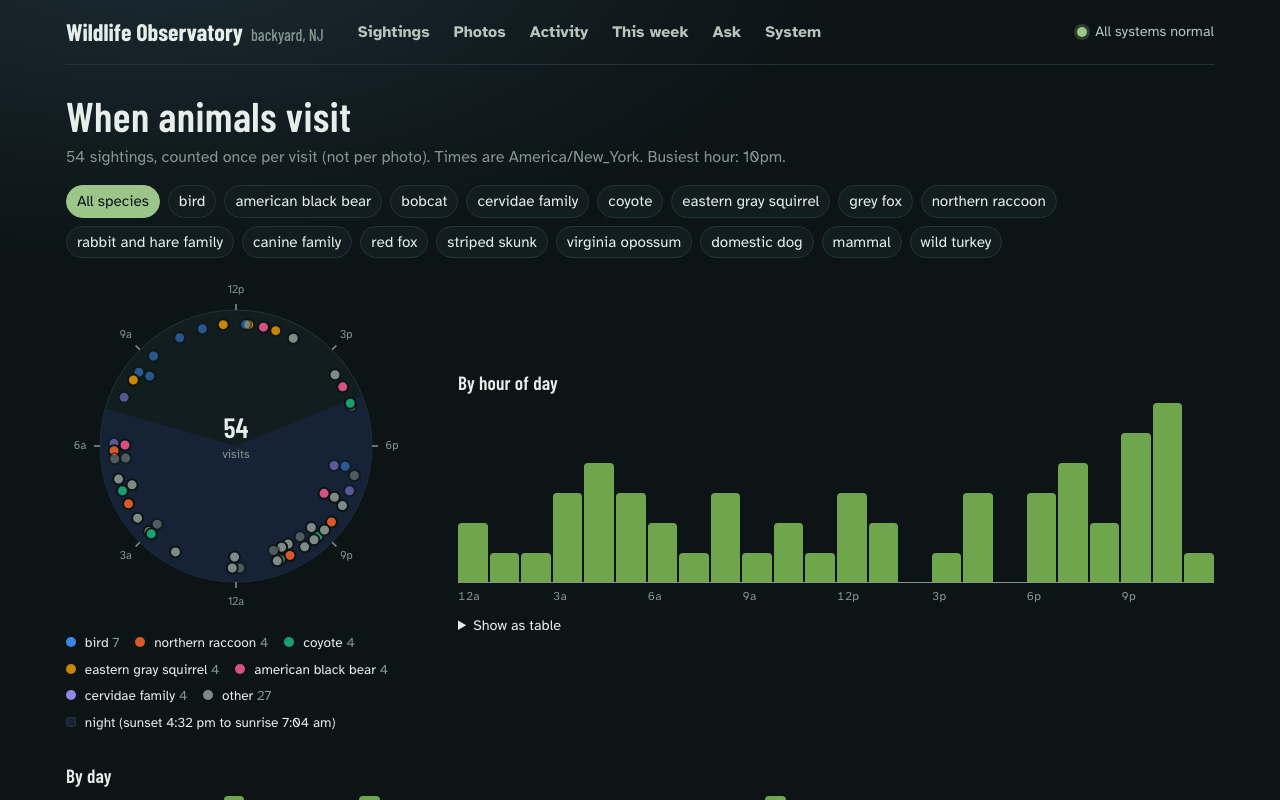 Wildlife Observatory backyard, NJ Sightings Photos Activity This week Ask System All systems normal
When animals visit
54 sightings, counted once per visit (not per photo). Times are America/New_York. Busiest hour: 10pm.
All species bird american black bear bobcat cervidae family coyote eastern gray squirrel grey fox northern raccoon
rabbit and hare family canine family red fox striped skunk virginia opossum domestic dog mammal wild turkey
12p
9a 3p
54
visits
6a 6p
3a 9p
12a
bird 7 northern raccoon 4 coyote 4
eastern gray squirrel 4 american black bear 4
cervidae family 4 other 27
night (sunset 4:32 pm to sunrise 7:04 am)
By hour of day
12a 3a 6a 9a 12p 3p 6p 9p
Show as table
By day